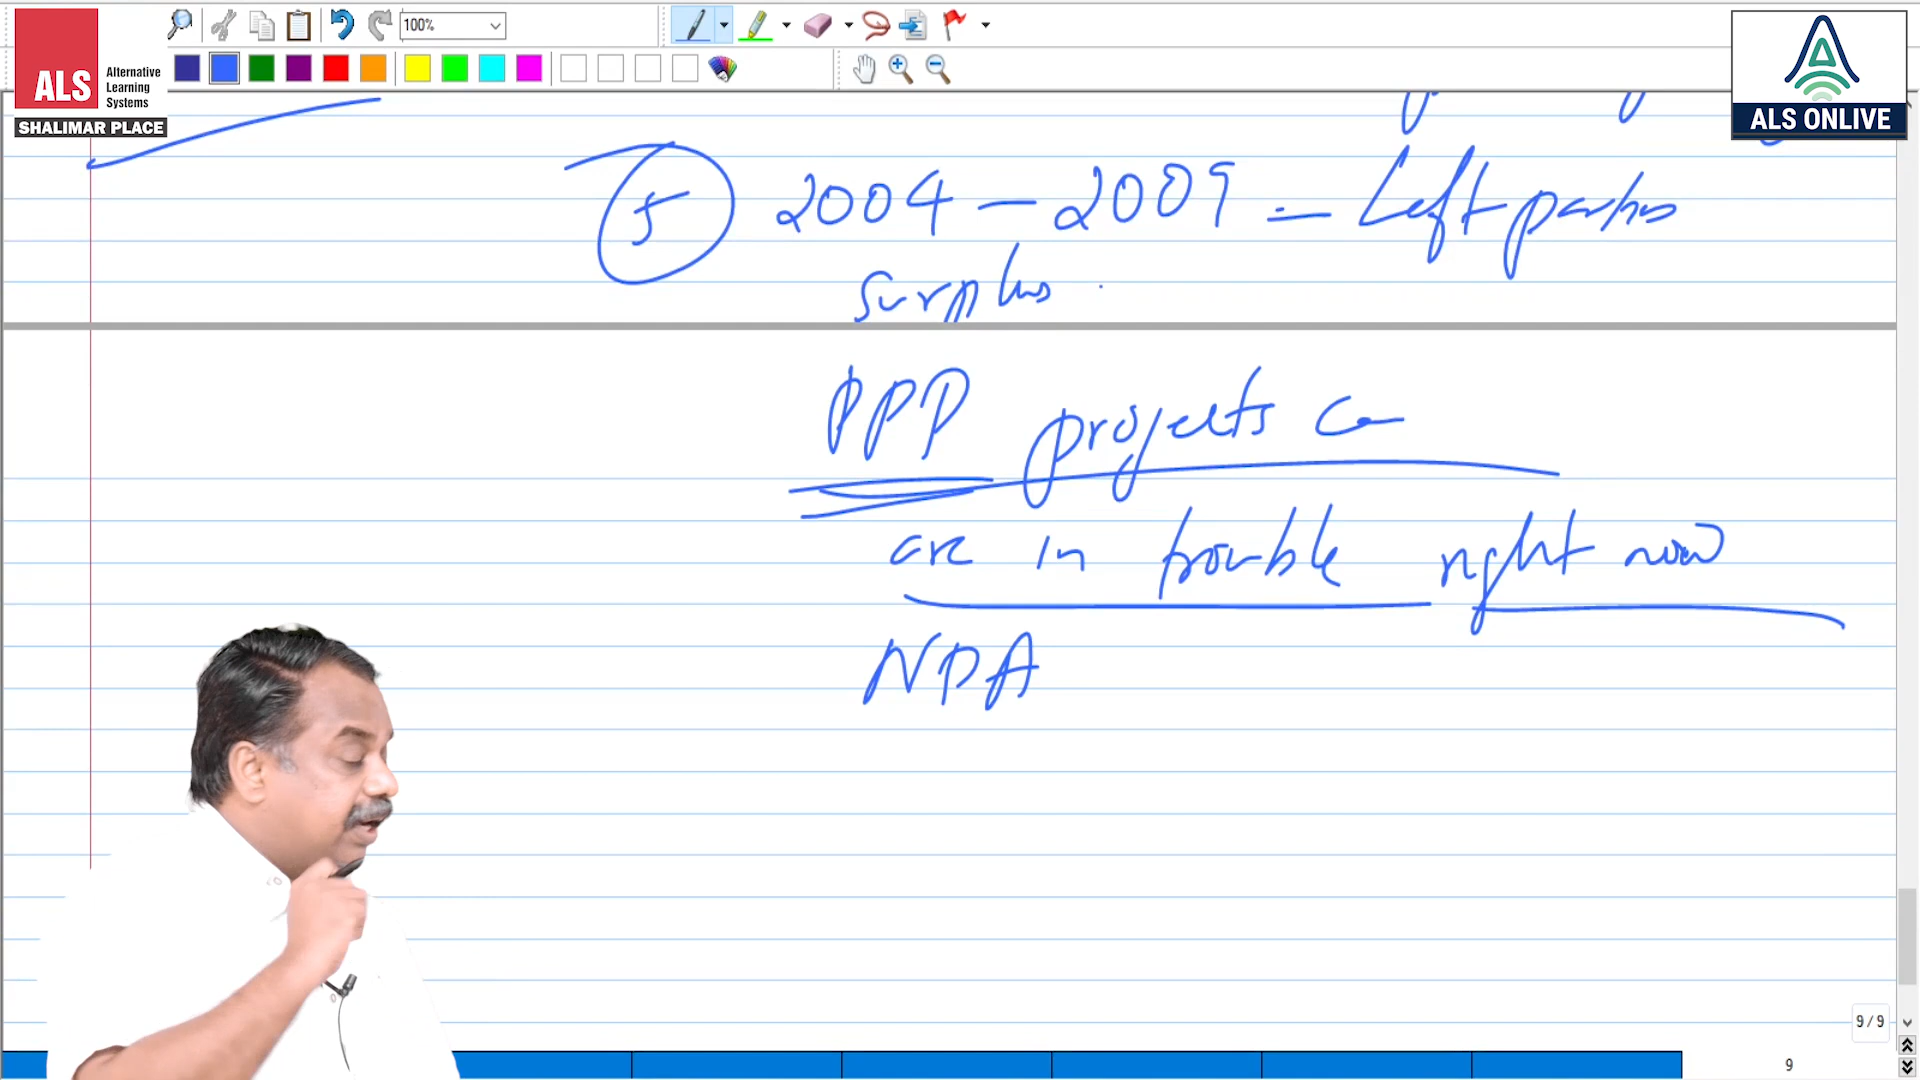 100%
ALS
Alternative
Learning
Systems
SHALIMAR PLACE
ALS ONLIVE
5 2004 - 2009 = Left parties
surplus.
PPP projects
are in trouble right now
NPA
9/9
9